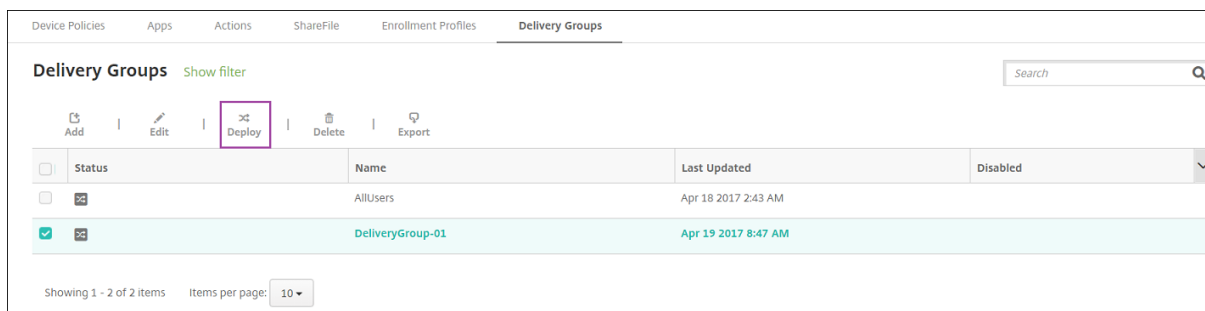 Device Policies Apps Actions ShareFile Enrollment Profiles Delivery Groups
Delivery Groups Show filter Search
Add | Edit | Deploy | Delete | Export
Status Name Last Updated Disabled
AllUsers Apr 18 2017 2:43 AM
DeliveryGroup-01 Apr 19 2017 8:47 AM
Showing 1 - 2 of 2 items Items per page: 10